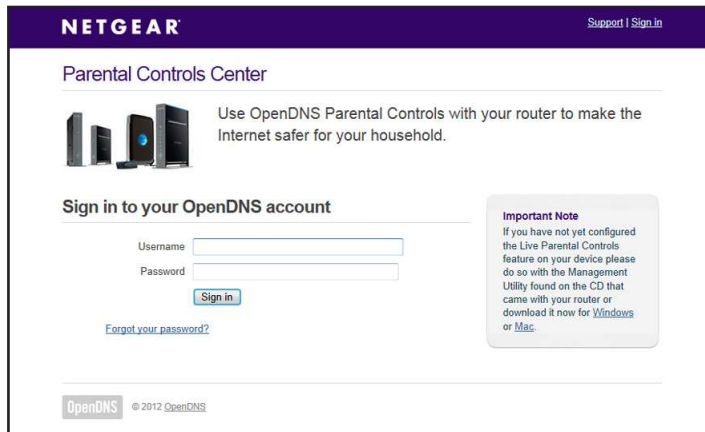 NETGEAR
Support | Sign in
Parental Controls Center
Use OpenDNS Parental Controls with your router to make the
Internet safer for your household.
Sign in to your OpenDNS account
Username
Password
Sign in
Forgot your password?
Important Note
If you have not yet configured
the Live Parental Controls
feature on your device please
do so with the Management
Utility found on the CD that
came with your router or
download it now for Windows
or Mac.
OpenDNS
© 2012 OpenDNS